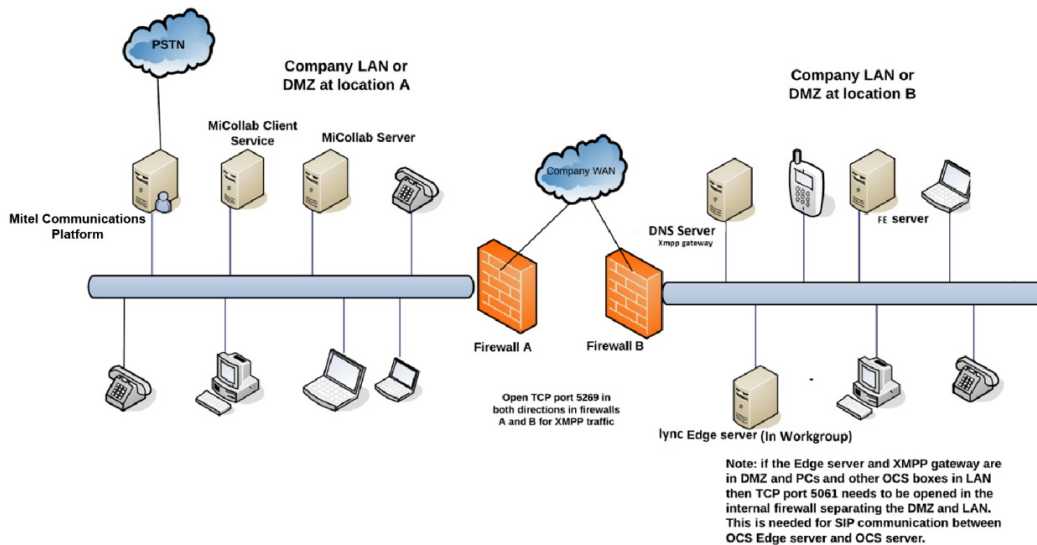 PSTN
Company LAN or
DMZ at location A
Company LAN or
DMZ at location B
MiCollab Client
Service
MiCollab Server
Company WAN
Mitel Communications
Platform
DNS Server
Xmpp gateway
FE server
Firewall A
Firewall B
Open TCP port 5269 in
both directions in firewalls
A and B for XMPP traffic
-
lync Edge server (In Workgroup)
Note: if the Edge server and XMPP gateway are
in DMZ and PCs and other OCS boxes in LAN
then TCP port 5061 needs to be opened in the
internal firewall separating the DMZ and LAN.
This is needed for SIP communication between
OCS Edge server and OCS server.